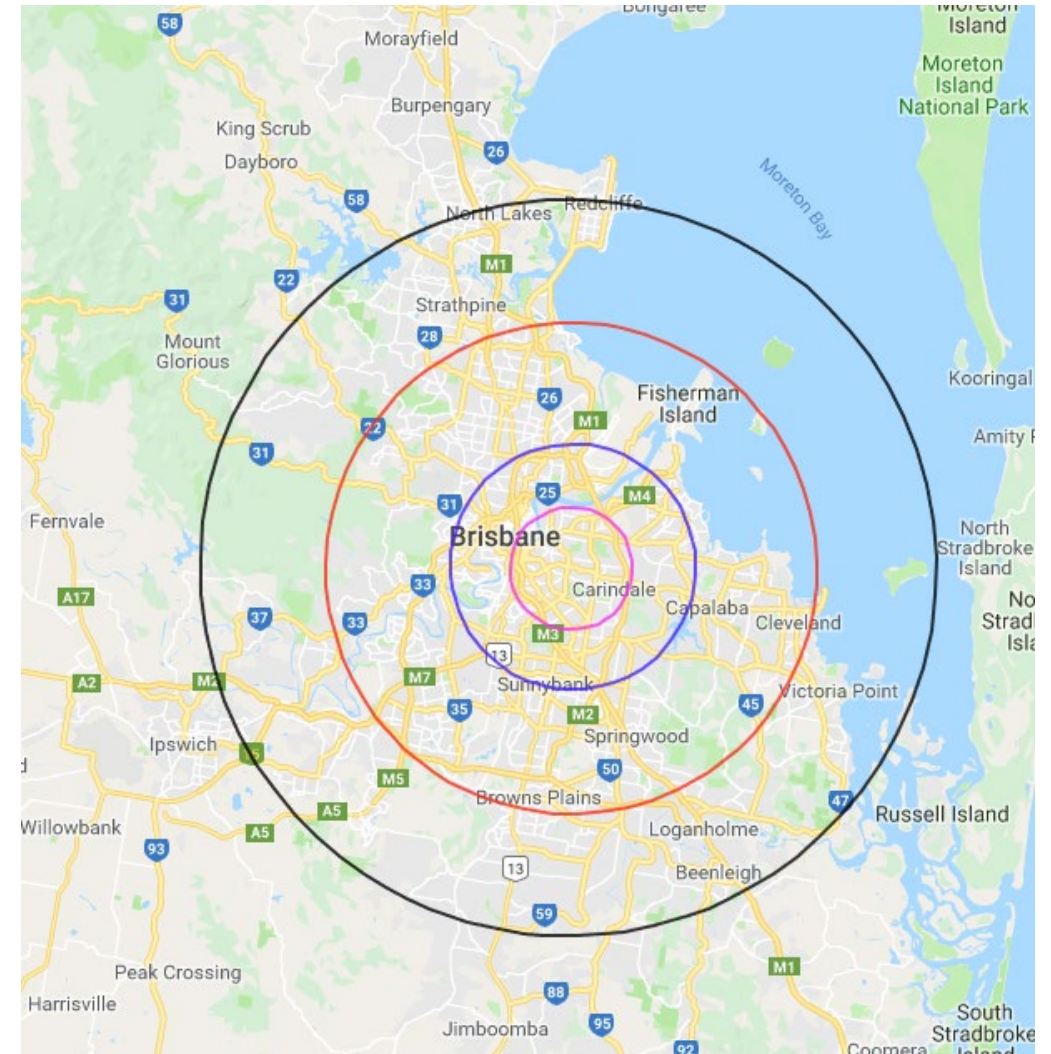 Bongaree
Moreton
Island
58
Morayfield
Moreton
Island
National Park
Burpengary
King Scrub
26
Dayboro
Moreton Bay
58
Redcliffe
North Lakes
M1
22
31
Strathpine
28
Mount
Glorious
Kooringal
Fisherman
Island
26
M1
22
Amity P
31
25
M4
31
Fernvale
Brisbane
North
Stradbroke
Island
33
Carindale
A17
No
Stradl
Isla
37
33
Capalaba
Cleveland
M3
13
A2
M2
M7
Sunnybank
Victoria Point
35
45
M2
Ipswich
Springwood
50
M5
Browns Plains
47
A5
Russell Island
Willowbank
A5
Loganholme
93
13
Beenleigh
59
M1
Peak Crossing
88
Harrisville
South
Stradbroke
Island
Jimboomba
95
92
Coomera